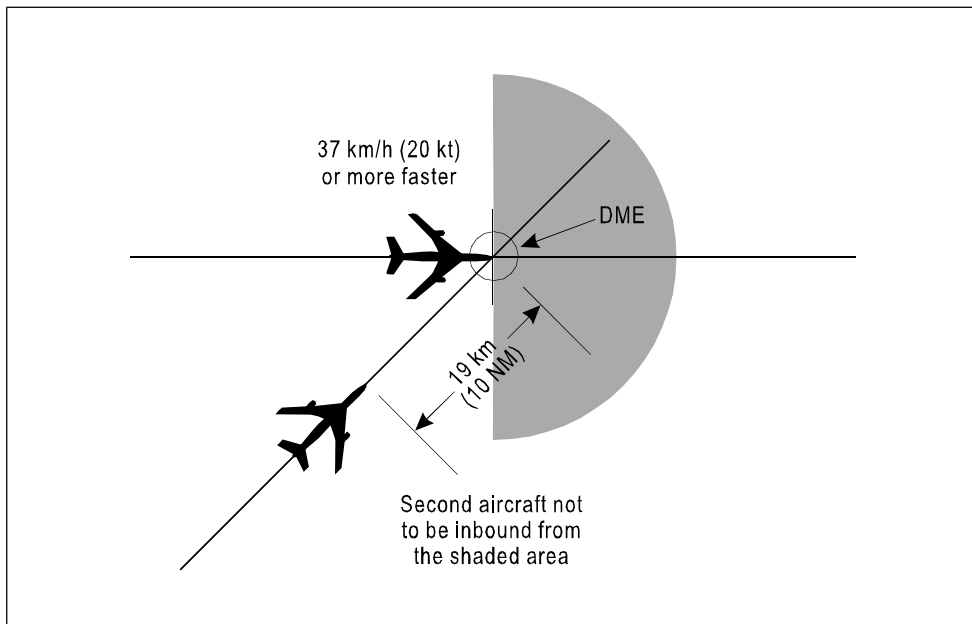 37 km/h (20 kt)
or more faster
DME
19 km
(10 NM)
Second aircraft not
to be inbound from
the shaded area